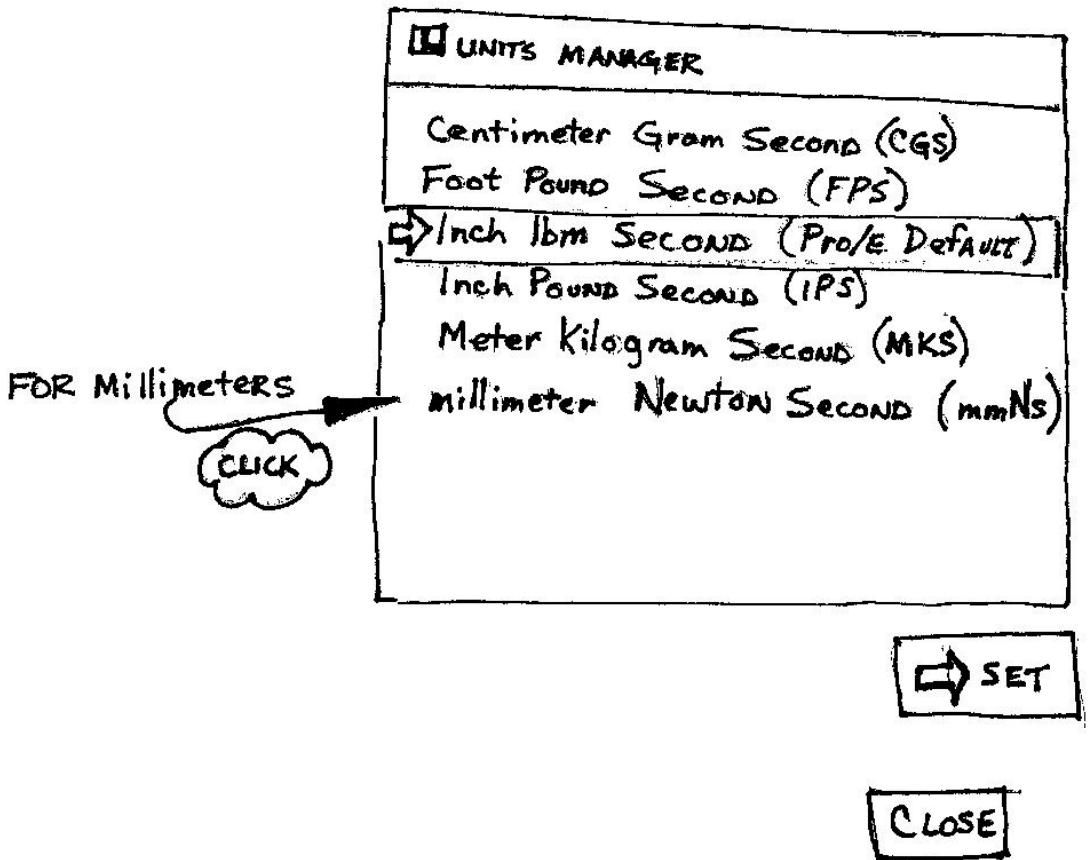 UNITS MANAGER
Centimeter Gram Second (CGS)
Foot Pound Second (FPS)
Inch lbm Second (Pro/E Default)
Inch Pound Second (IPS)
Meter Kilogram Second (MKS)
FOR Millimeters
millimeter Newton Second (mmNs)
CLICK
SET
CLOSE